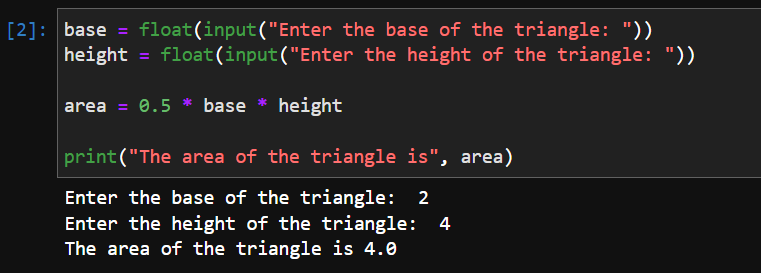 [2]: base = float(input("Enter the base of the triangle: "))
height = float(input("Enter the height of the triangle: "))
area = 0.5 * base * height
print("The area of the triangle is", area)
Enter the base of the triangle:  2
Enter the height of the triangle:  4
The area of the triangle is 4.0